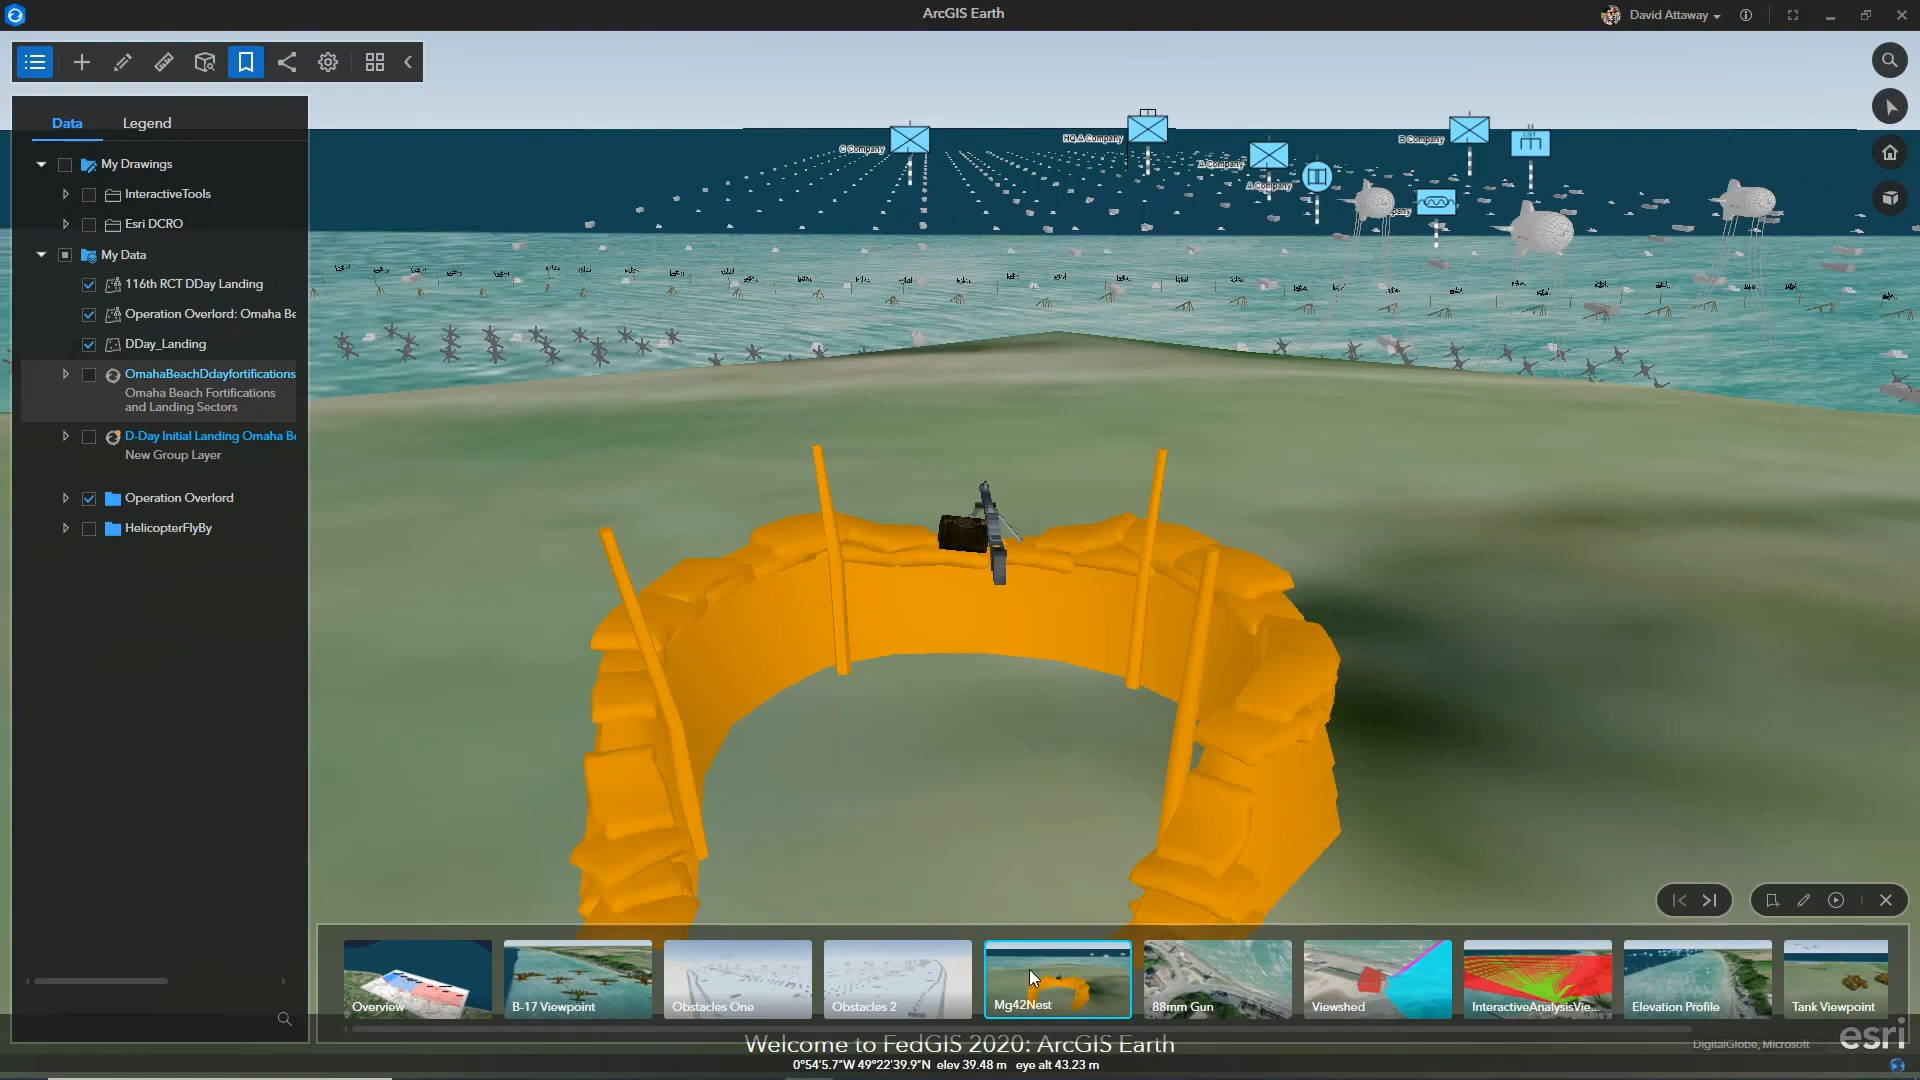 ArcGIS Earth
David Attaway
Data
Legend
My Drawings
InteractiveTools
Esri DCRO
My Data
116th RCT DDay Landing
Operation Overlord: Omaha Be
DDay_Landing
OmahaBeachDdayfortifications
Omaha Beach Fortifications
and Landing Sectors
D-Day Initial Landing Omaha Be
New Group Layer
Operation Overlord
HelicopterFlyBy
C Company
HQ A Company
A Company
A Company
B Company
pany
Overview
B-17 Viewpoint
Obstacles One
Obstacles 2
Mg42Nest
88mm Gun
Viewshed
InteractiveAnalysisVie...
Elevation Profile
Tank Viewpoint
Welcome to FedGIS 2020: ArcGIS Earth
0°54'5.7"W 49°22'39.9"N elev 39.48 m eye alt 43.23 m
DigitalGlobe, Microsoft
esri